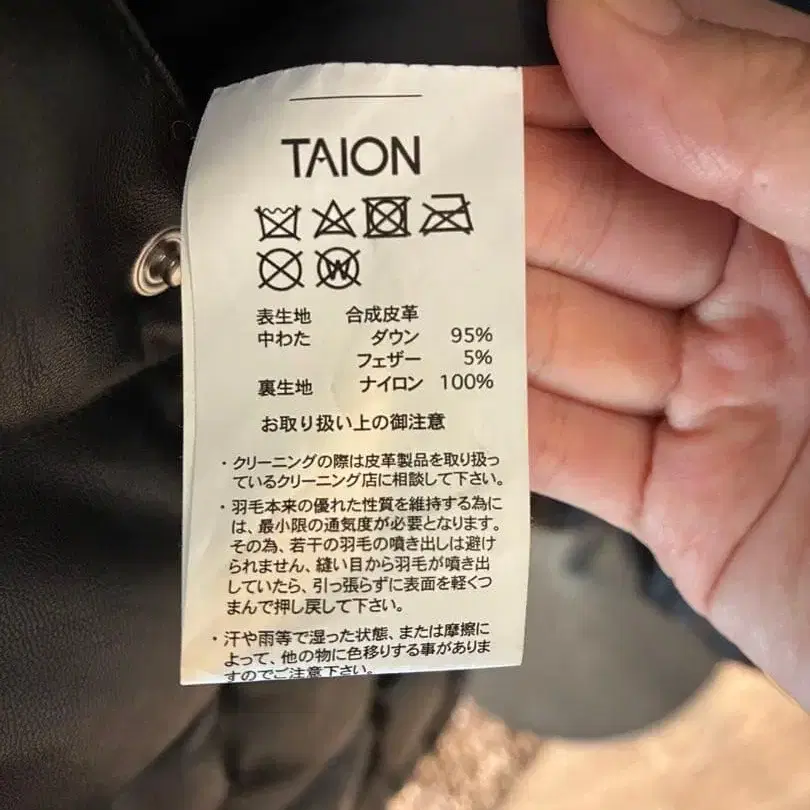 TAION
W
表生地 合成皮革
中わた ダウン 95%
フェザー 5%
裏生地 ナイロン 100%
お取り扱い上の御注意
・クリーニングの際は皮革製品を取り扱っ
ているクリーニング店に相談して下さい。
・羽毛本来の優れた性質を維持する為に
は、最小限の通気度が必要となります。
その為、若干の羽毛の噴き出しは避け
られません、縫い目から羽毛が噴き出
していたら、引っ張らずに表面を軽くつ
まんで押し戻して下さい。
・汗や雨等で湿った状態、または摩擦に
よって、他の物に色移りする事がありま
すのでご注意下さい。